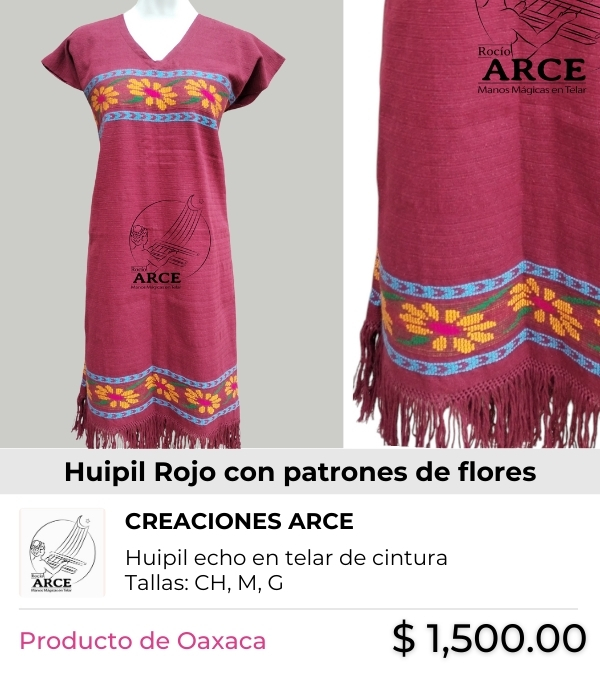 Rocío
ARCE
Manos Mágicas en Telar
Rocío
ARCE
Manos Mágicas en Telar
Huipil Rojo con patrones de flores
CREACIONES ARCE
Huipil echo en telar de cintura
Tallas: CH, M, G
Rocío
ARCE
Manos Mágicas en Telar
Producto de Oaxaca
$ 1,500.00